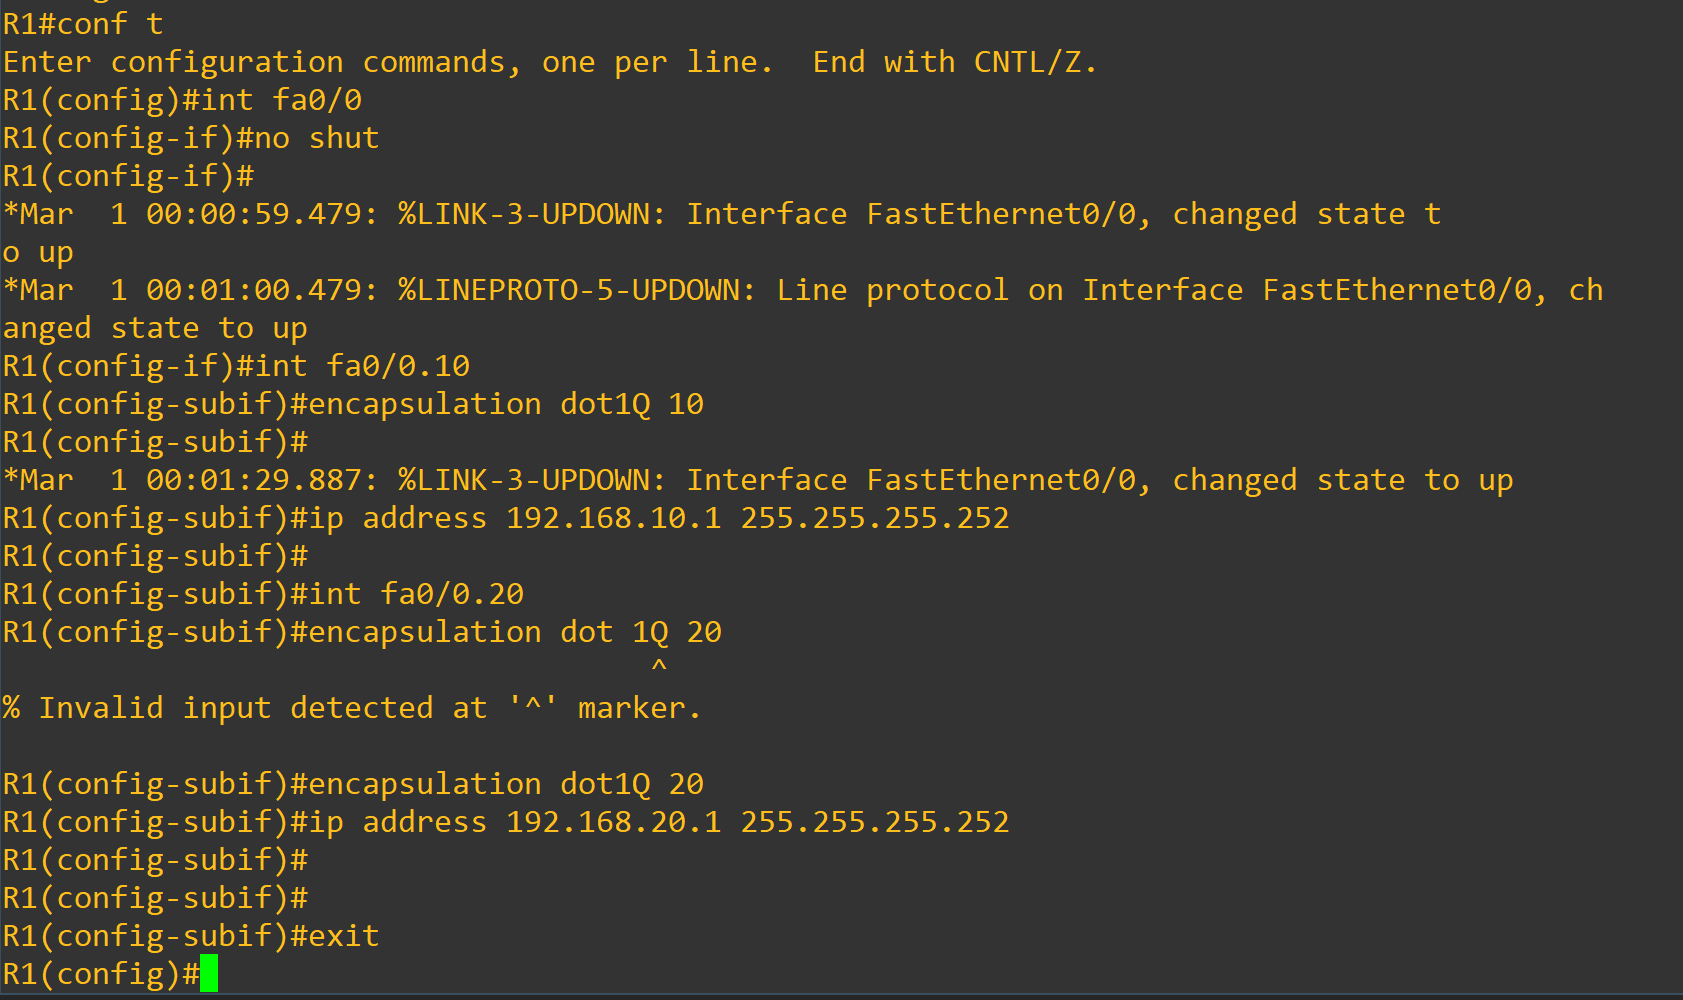 R1#conf t
Enter configuration commands, one per line.  End with CNTL/Z.
R1(config)#int fa0/0
R1(config-if)#no shut
R1(config-if)#
*Mar  1 00:00:59.479: %LINK-3-UPDOWN: Interface FastEthernet0/0, changed state t
o up
*Mar  1 00:01:00.479: %LINEPROTO-5-UPDOWN: Line protocol on Interface FastEthernet0/0, ch
anged state to up
R1(config-if)#int fa0/0.10
R1(config-subif)#encapsulation dot1Q 10
R1(config-subif)#
*Mar  1 00:01:29.887: %LINK-3-UPDOWN: Interface FastEthernet0/0, changed state to up
R1(config-subif)#ip address 192.168.10.1 255.255.255.252
R1(config-subif)#
R1(config-subif)#int fa0/0.20
R1(config-subif)#encapsulation dot 1Q 20
                                    ^
% Invalid input detected at '^' marker.

R1(config-subif)#encapsulation dot1Q 20
R1(config-subif)#ip address 192.168.20.1 255.255.255.252
R1(config-subif)#
R1(config-subif)#
R1(config-subif)#exit
R1(config)#